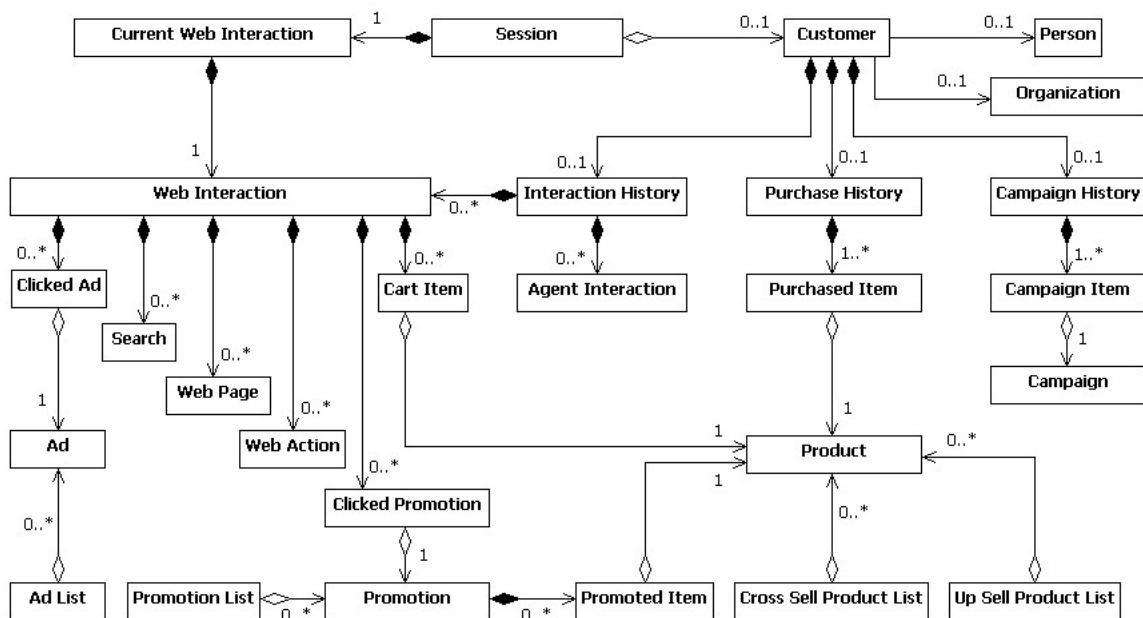 1
0..1
0..1
Current Web Interaction
Session
Customer
Person
0..1
Organization
1
0..1
0..1
0..1
Web Interaction
Interaction History
Purchase History
Campaign History
0..*
0..*
0..*
0..*
1..*
1..*
Clicked Ad
Cart Item
Agent Interaction
Purchased Item
Campaign Item
0..*
Search
1
0..*
Campaign
Web Page
1
1
0..*
Ad
Web Action
1
0..*
Product
0..*
1
Clicked Promotion
0..*
0..*
1
Ad List
Promotion List
0..*
Promotion
0..*
Promoted Item
Cross Sell Product List
Up Sell Product List